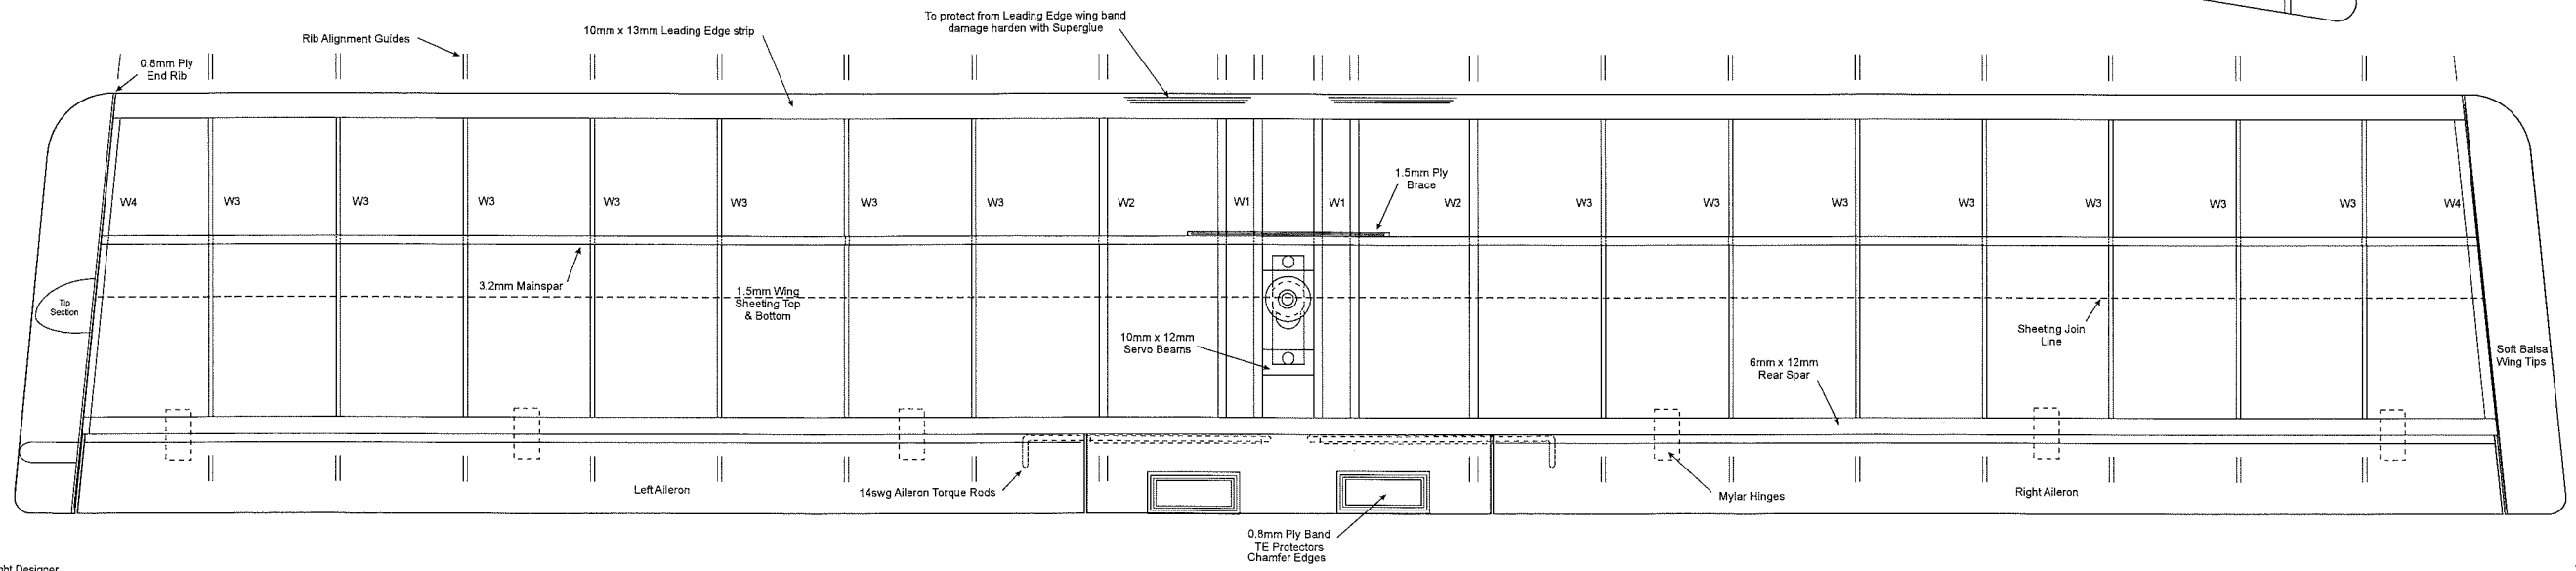 To protect from Leading Edge wing band
damage harden with Superglue
10mm x 13mm Leading Edge strip
Rib Alignment Guides
0.8mm Ply
End Rib
1.5mm Ply
Brace
W4
W3
W3
W3
W3
W3
W3
W3
W2
W1
W1
W2
W3
W3
W3
W3
W3
W3
W3
W4
3.2mm Mainspar
1.5mm Wing
Sheeting Top
& Bottom
Tip
Section
10mm x 12mm
Servo Beams
Sheeting Join
Line
6mm x 12mm
Rear Spar
Soft Balsa
Wing Tips
Left Aileron
14swg Aileron Torque Rods
Mylar Hinges
Right Aileron
0.8mm Ply Band
TE Protectors
Chamfer Edges
Designer